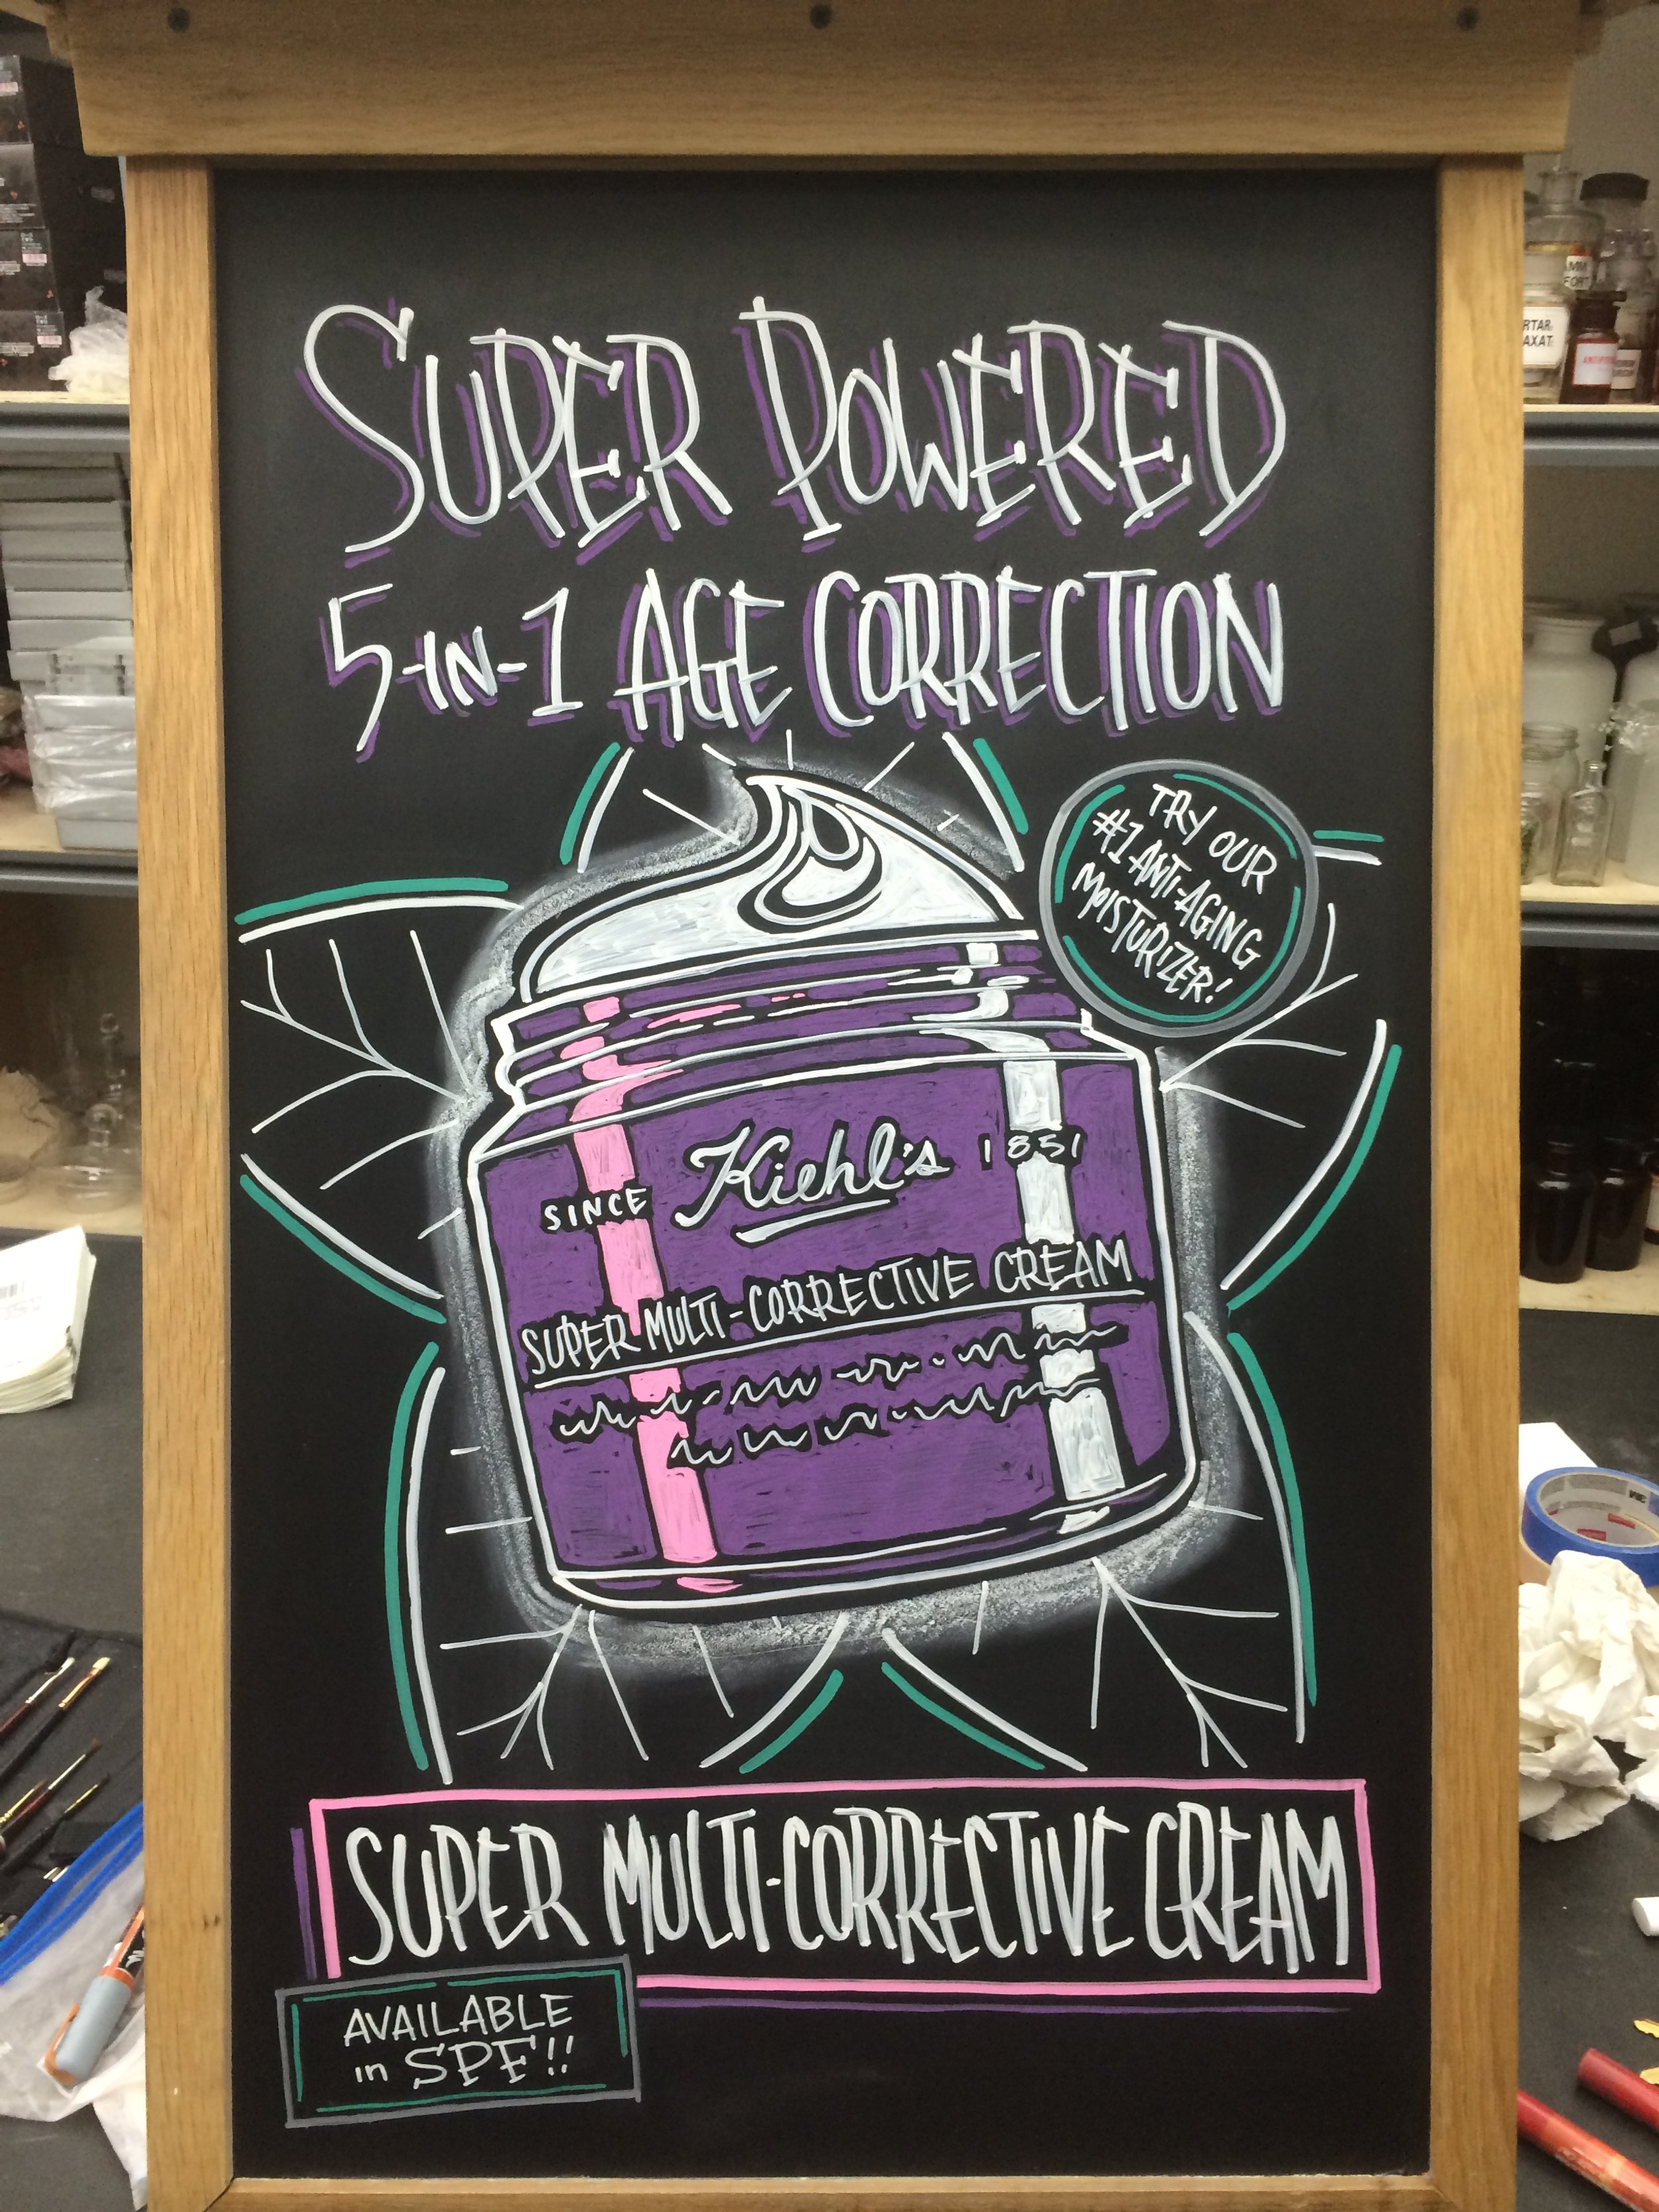 SUPER POWERED
5-IN-1 AGE CORRECTION
TRY OUR
#1 ANTI-AGING
MOISTURIZER!
SINCE Kiehl's 1851
SUPER MULTI-CORRECTIVE CREAM
SUPER MULTI-CORRECTIVE CREAM
AVAILABLE
in SPF!!